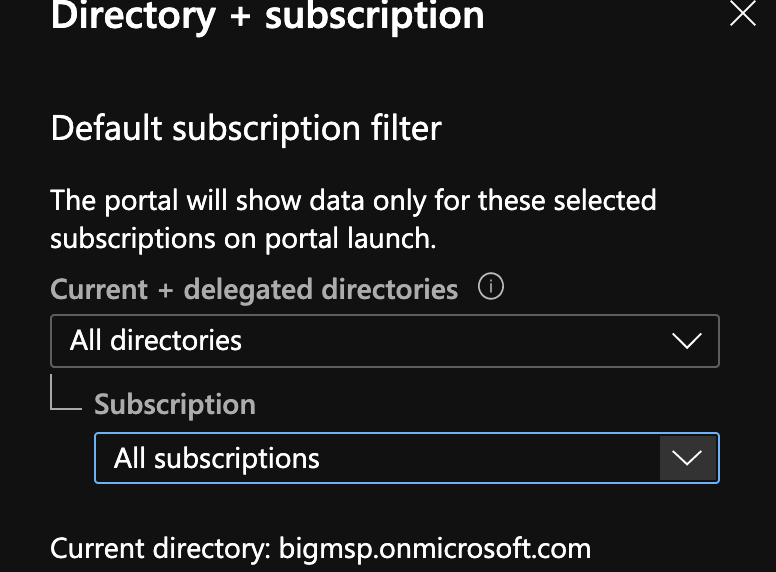 Directory + subscription
Default subscription filter
The portal will show data only for these selected
subscriptions on portal launch.
Current + delegated directories
All directories
Subscription
All subscriptions
Current directory: bigmsp.onmicrosoft.com